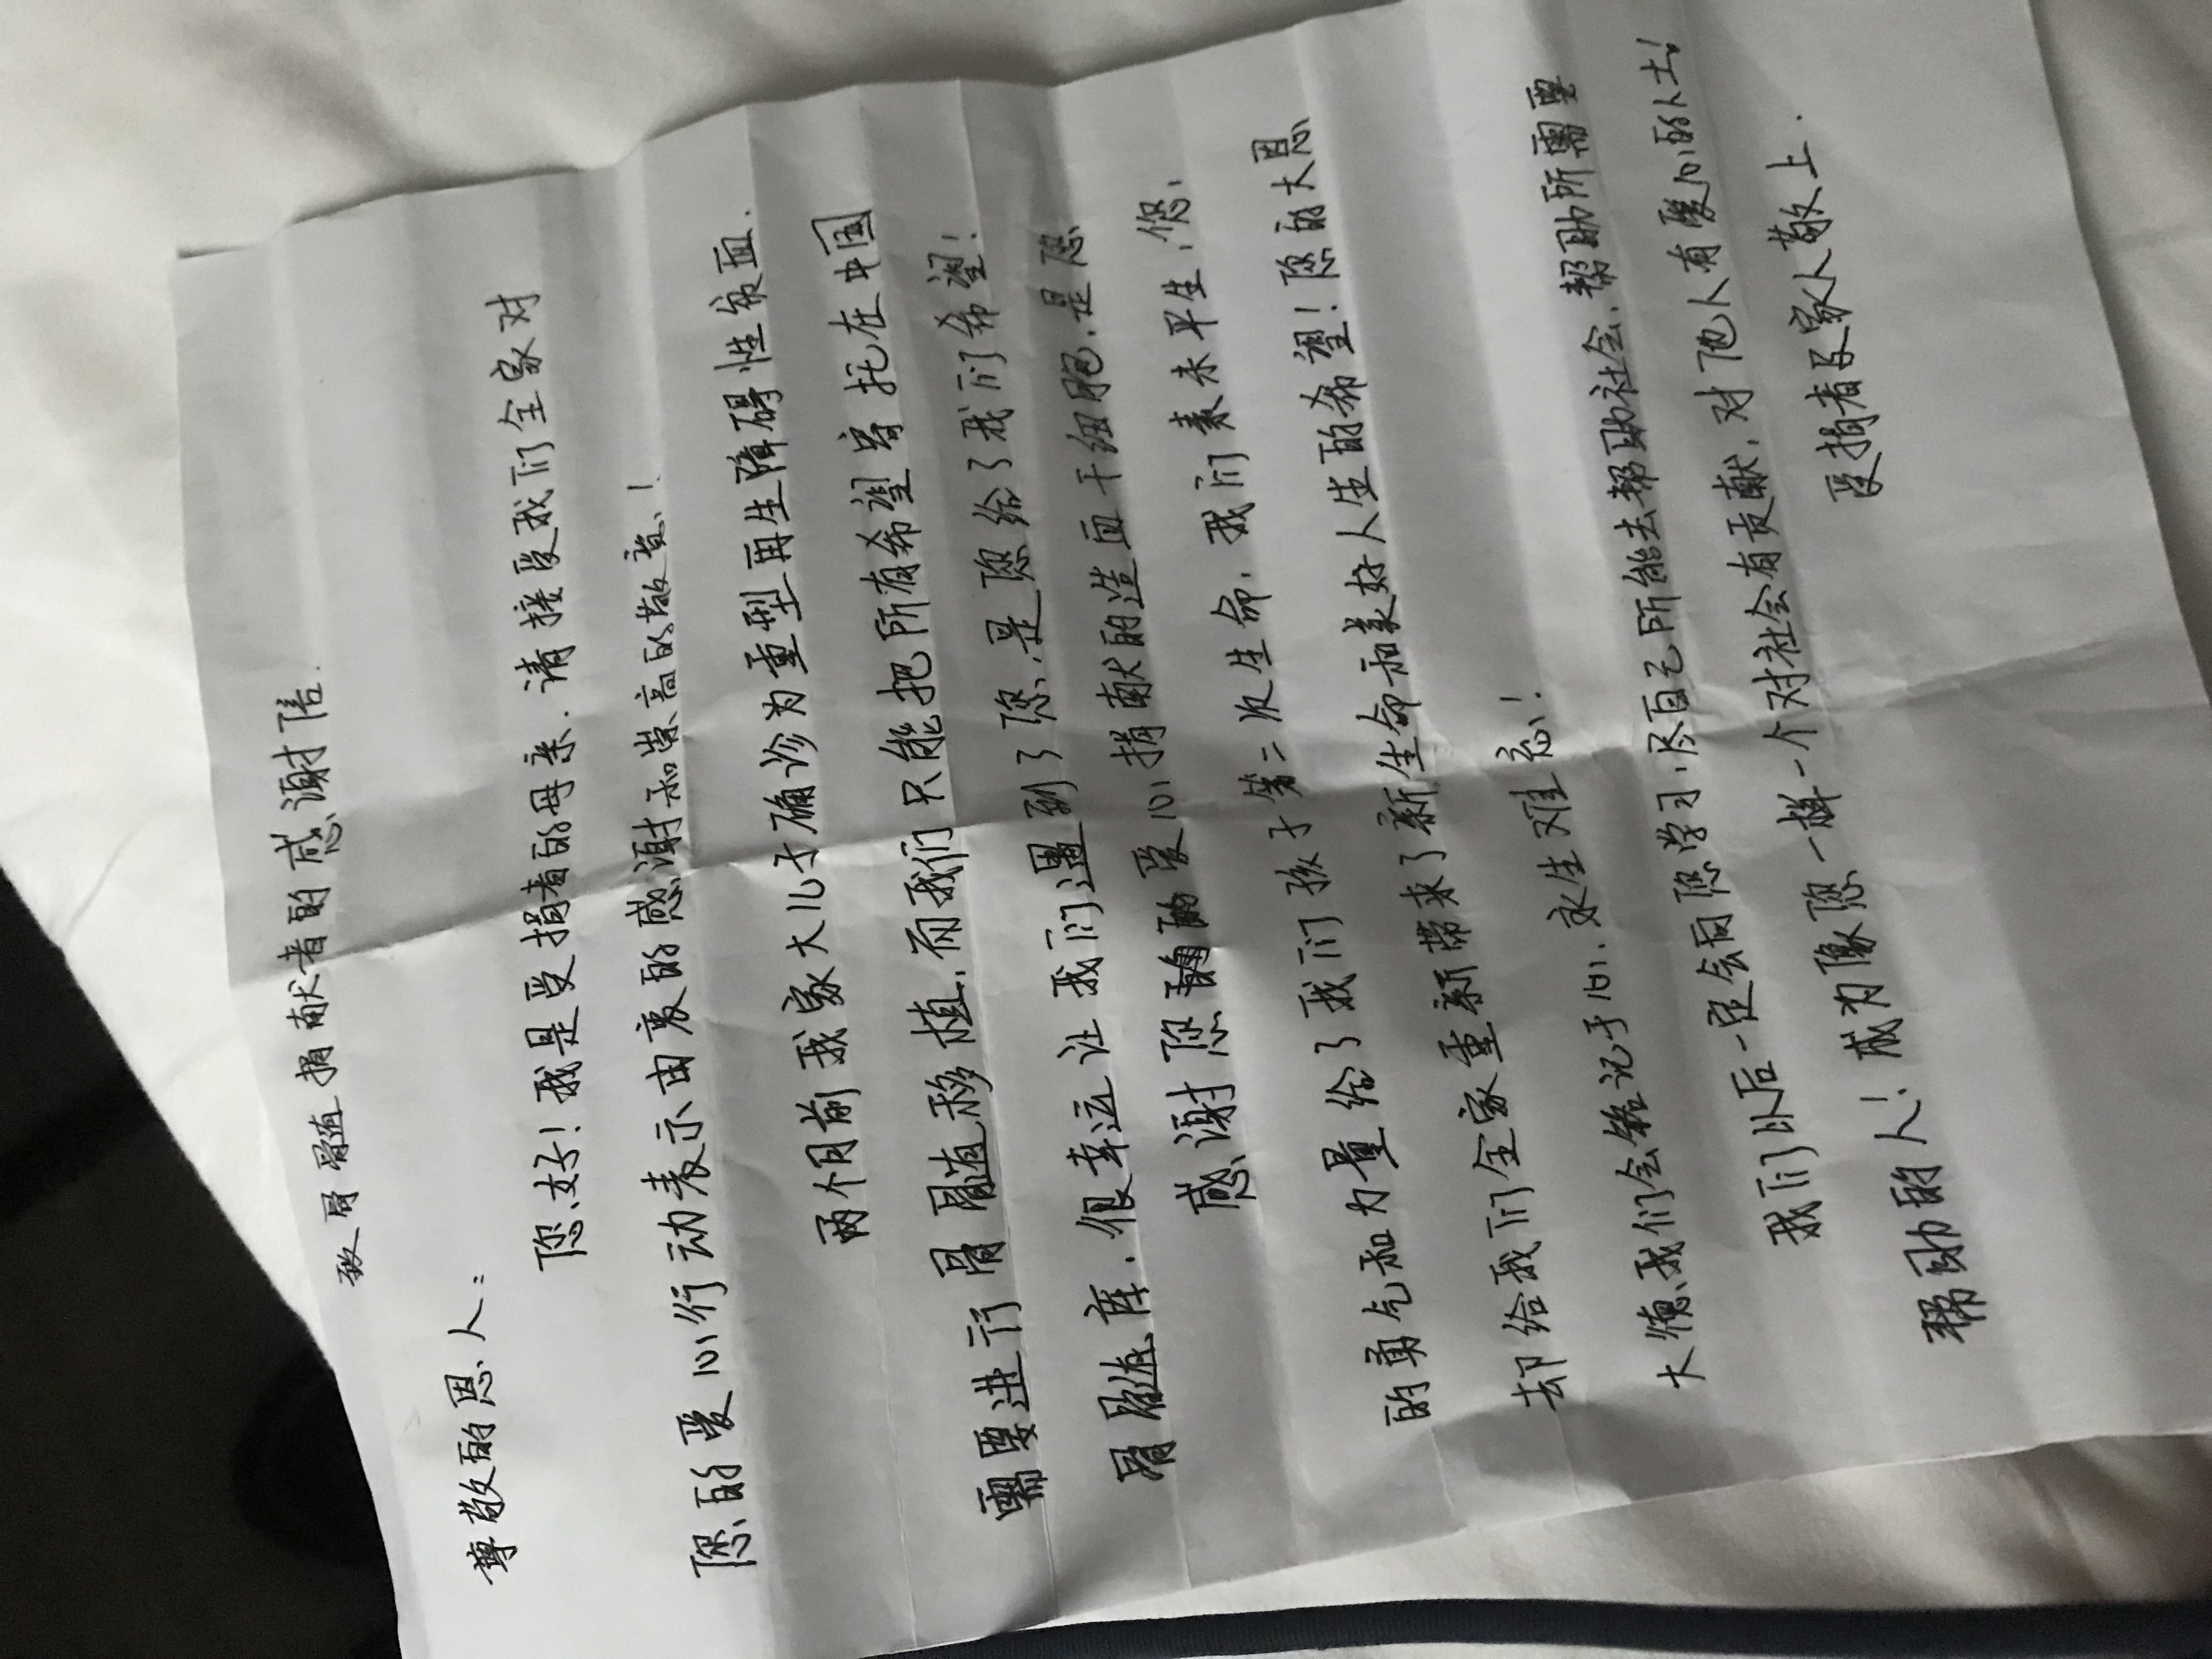 致骨髓捐献者的感谢信.
尊敬的恩人:
您好!我是受捐者的母亲.请接受我们全家对
您的爱心行动表示由衷的感谢和崇高的敬意!
两个月前我家大儿子确诊为重型再生障碍性贫血.
需要进行骨髓移植,而我们只能把所有希望寄托在中国
骨髓库.很幸运让我们遇到了您,是您给了我们希望!
感谢您的爱心捐献的造血干细胞.是您
的勇气和力量给了我们孩子第二次生命,我们素未平生,您
却给我们全家重新带来了新生命和美好人生的希望!您的大恩
大德,我们会铭记于心,永生难忘!
我们以后一定会向您学习,尽自己所能去帮助社会,帮助所需要
帮助的人!成为像您一样一个对社会有贡献,对他人有爱心的人士!
受捐者及家人敬上.